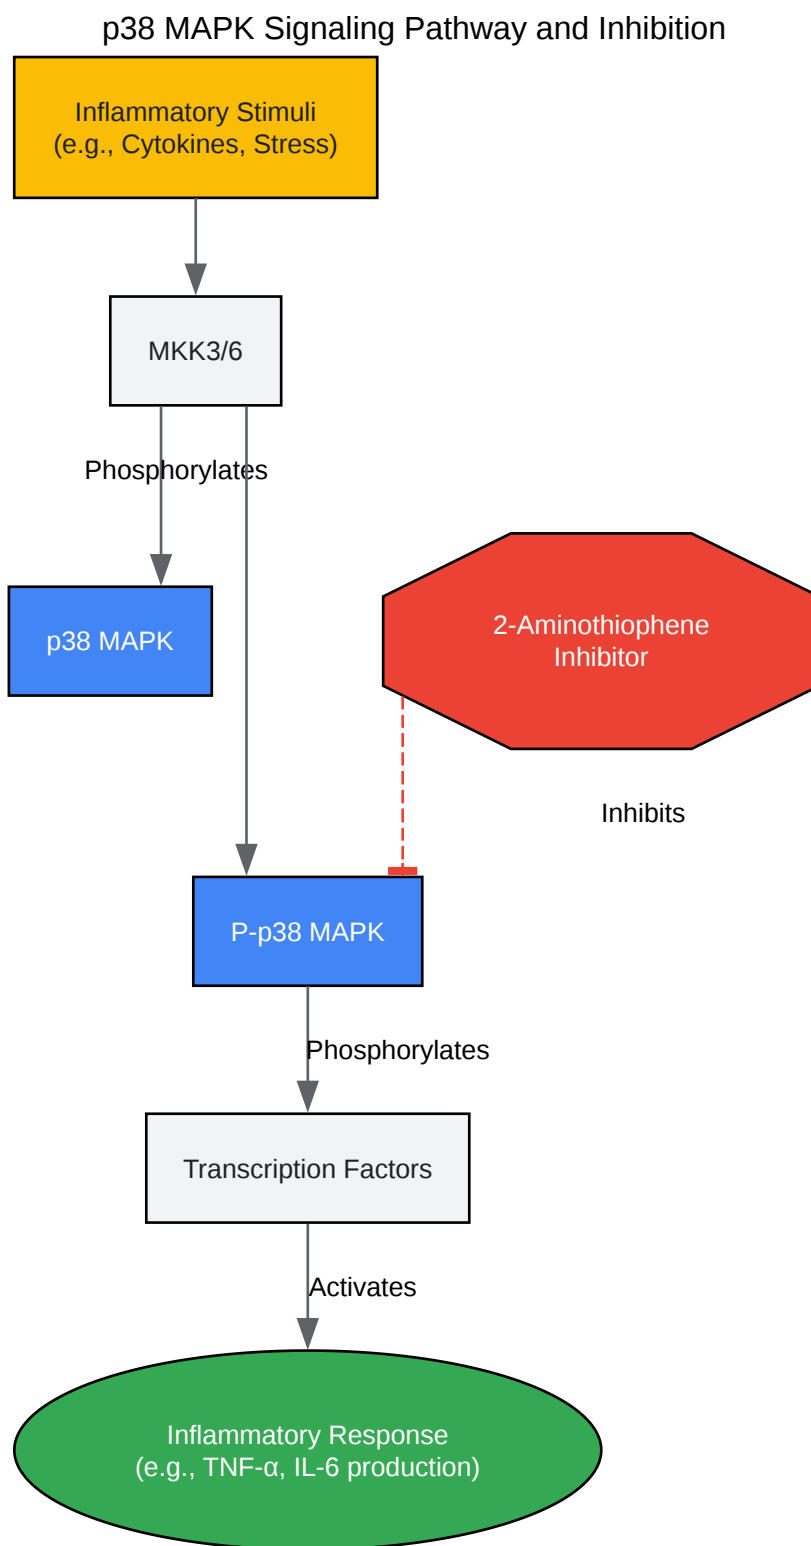 p38 MAPK Signaling Pathway and Inhibition
Inflammatory Stimuli
(e.g., Cytokines, Stress)
MKK3/6
Phosphorylates
p38 MAPK
2-Aminothiophene
Inhibitor
Inhibits
P-p38 MAPK
Phosphorylates
Transcription Factors
Activates
Inflammatory Response
(e.g., TNF-α, IL-6 production)